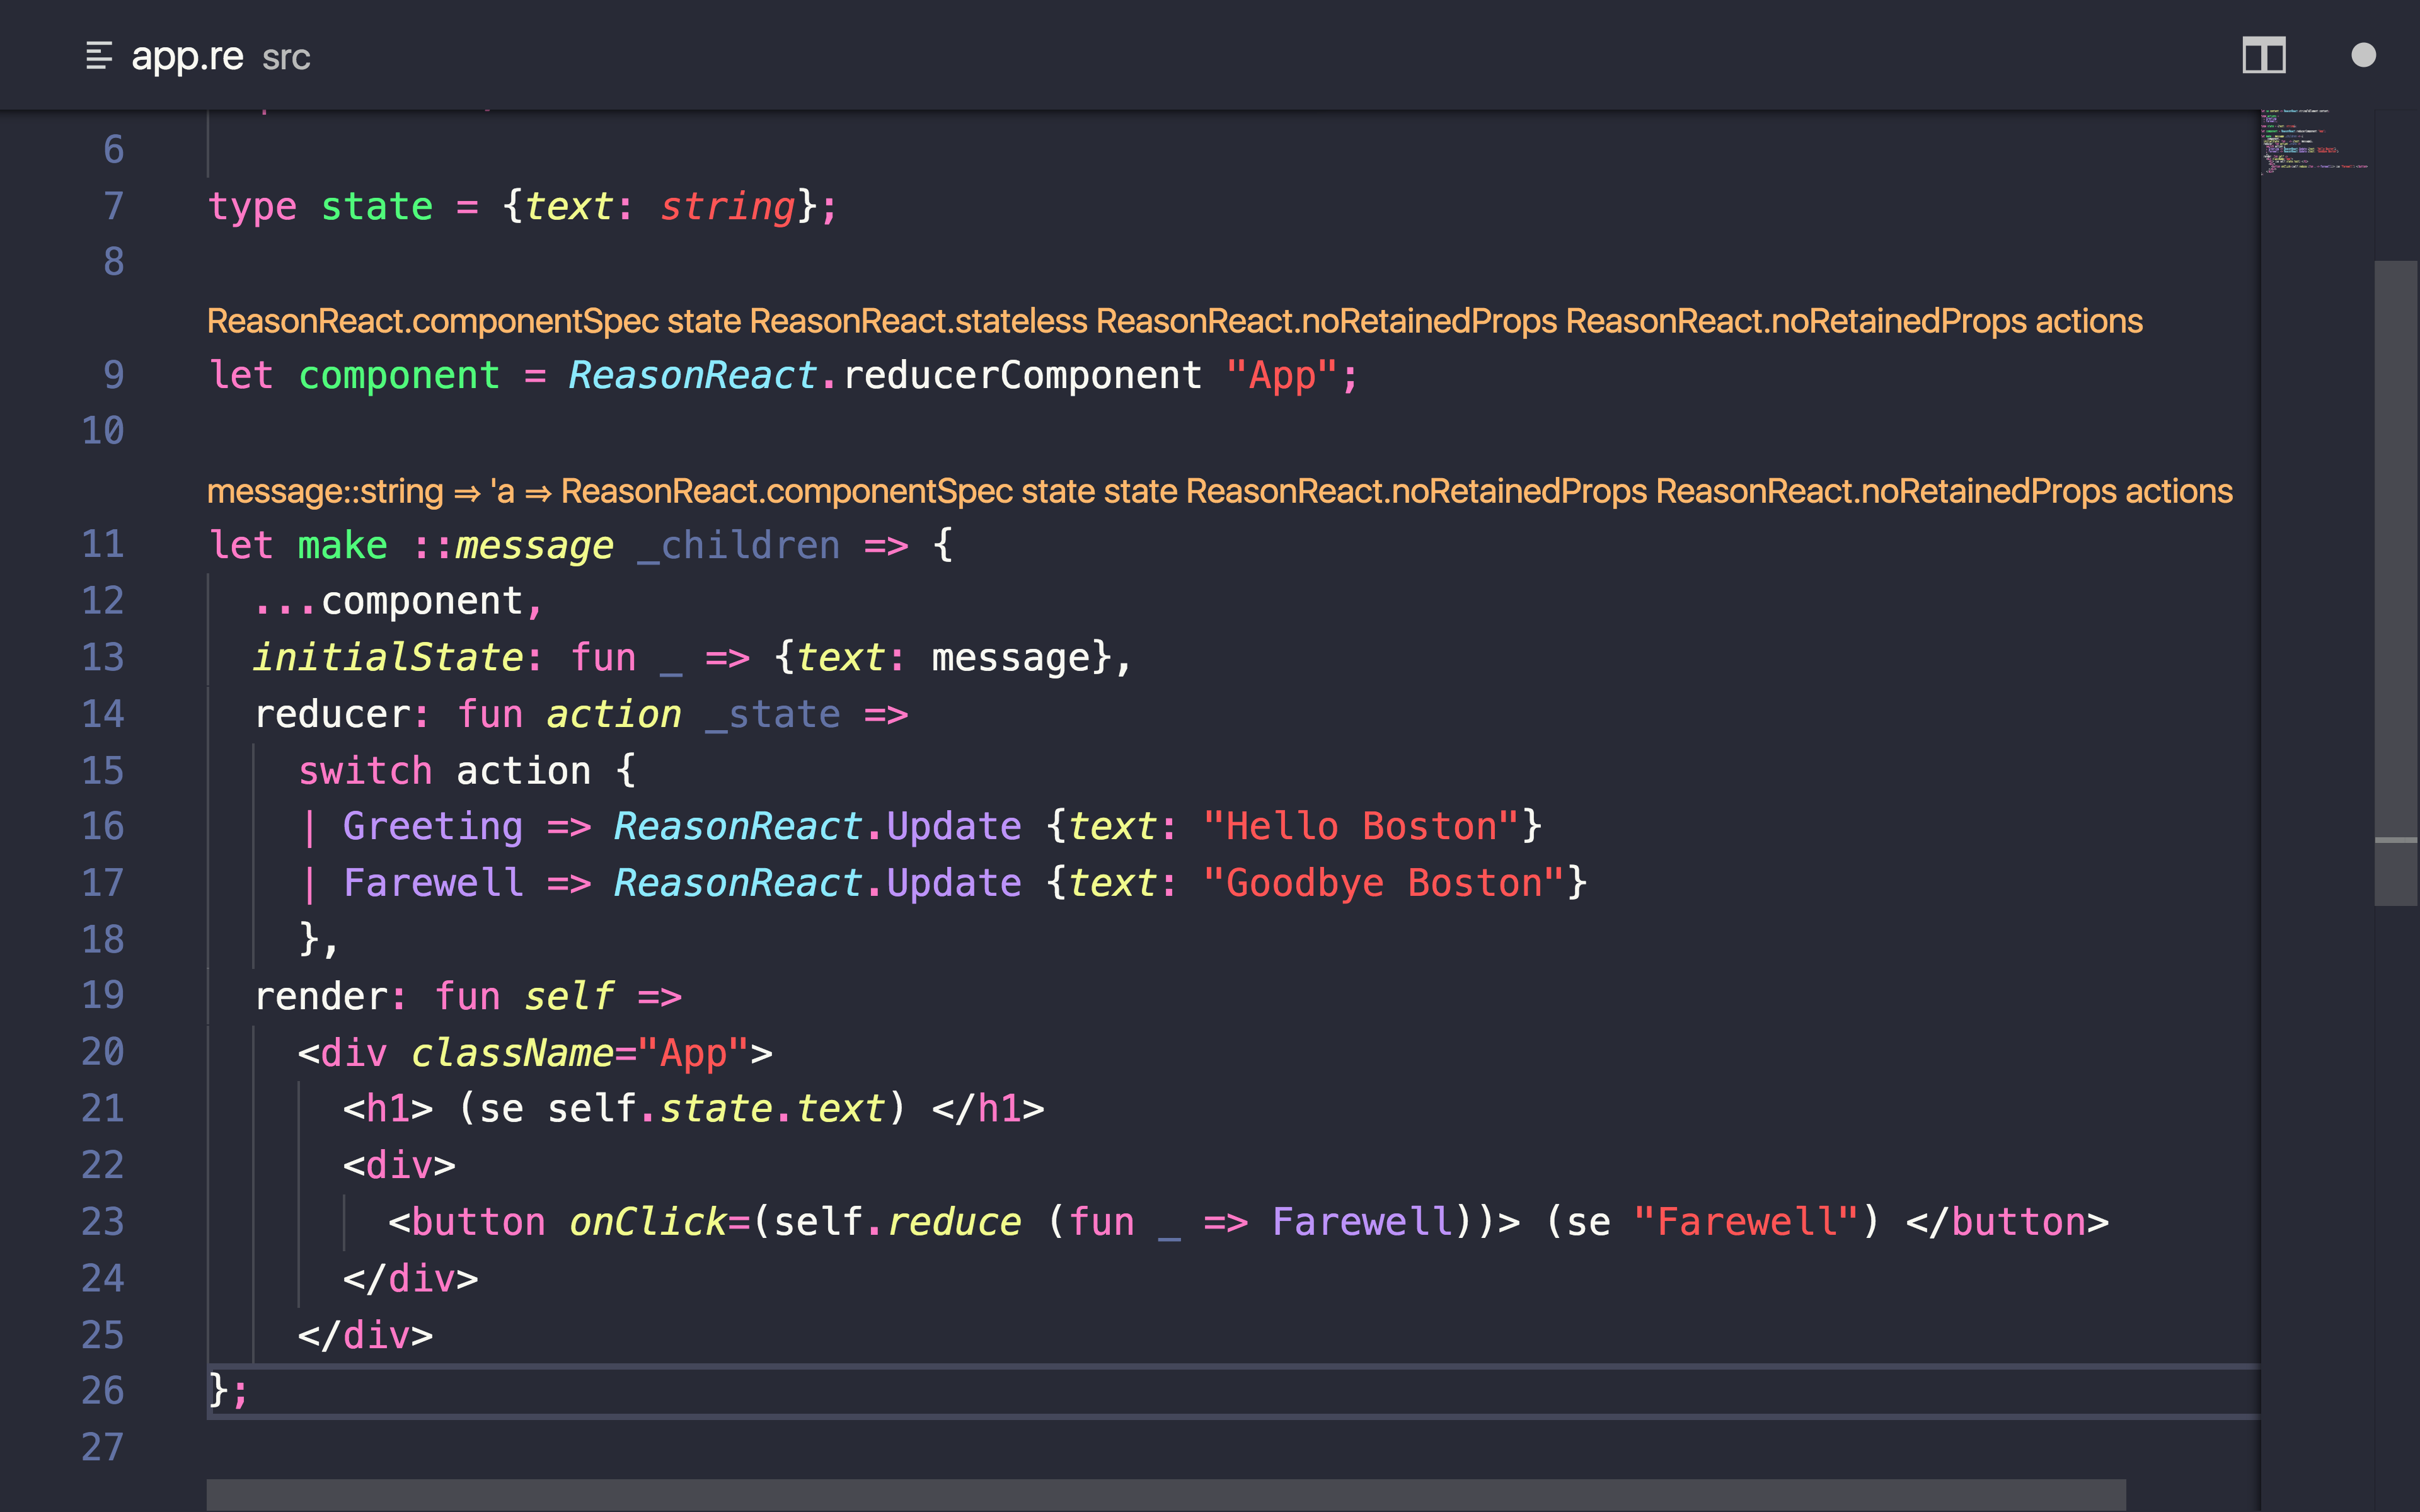 app.re src
6
7 type state = {text: string};
8
ReasonReact.componentSpec state ReasonReact.stateless ReasonReact.noRetainedProps ReasonReact.noRetainedProps actions
9 let component = ReasonReact.reducerComponent "App";
10
message::string => 'a => ReasonReact.componentSpec state state ReasonReact.noRetainedProps ReasonReact.noRetainedProps actions
11 let make ::message _children => {
12   ...component,
13   initialState: fun _ => {text: message},
14   reducer: fun action _state =>
15     switch action {
16     | Greeting => ReasonReact.Update {text: "Hello Boston"}
17     | Farewell => ReasonReact.Update {text: "Goodbye Boston"}
18     },
19   render: fun self =>
20     <div className="App">
21       <h1> (se self.state.text) </h1>
22       <div>
23         <button onClick=(self.reduce (fun _ => Farewell))> (se "Farewell") </button>
24       </div>
25     </div>
26 };
27